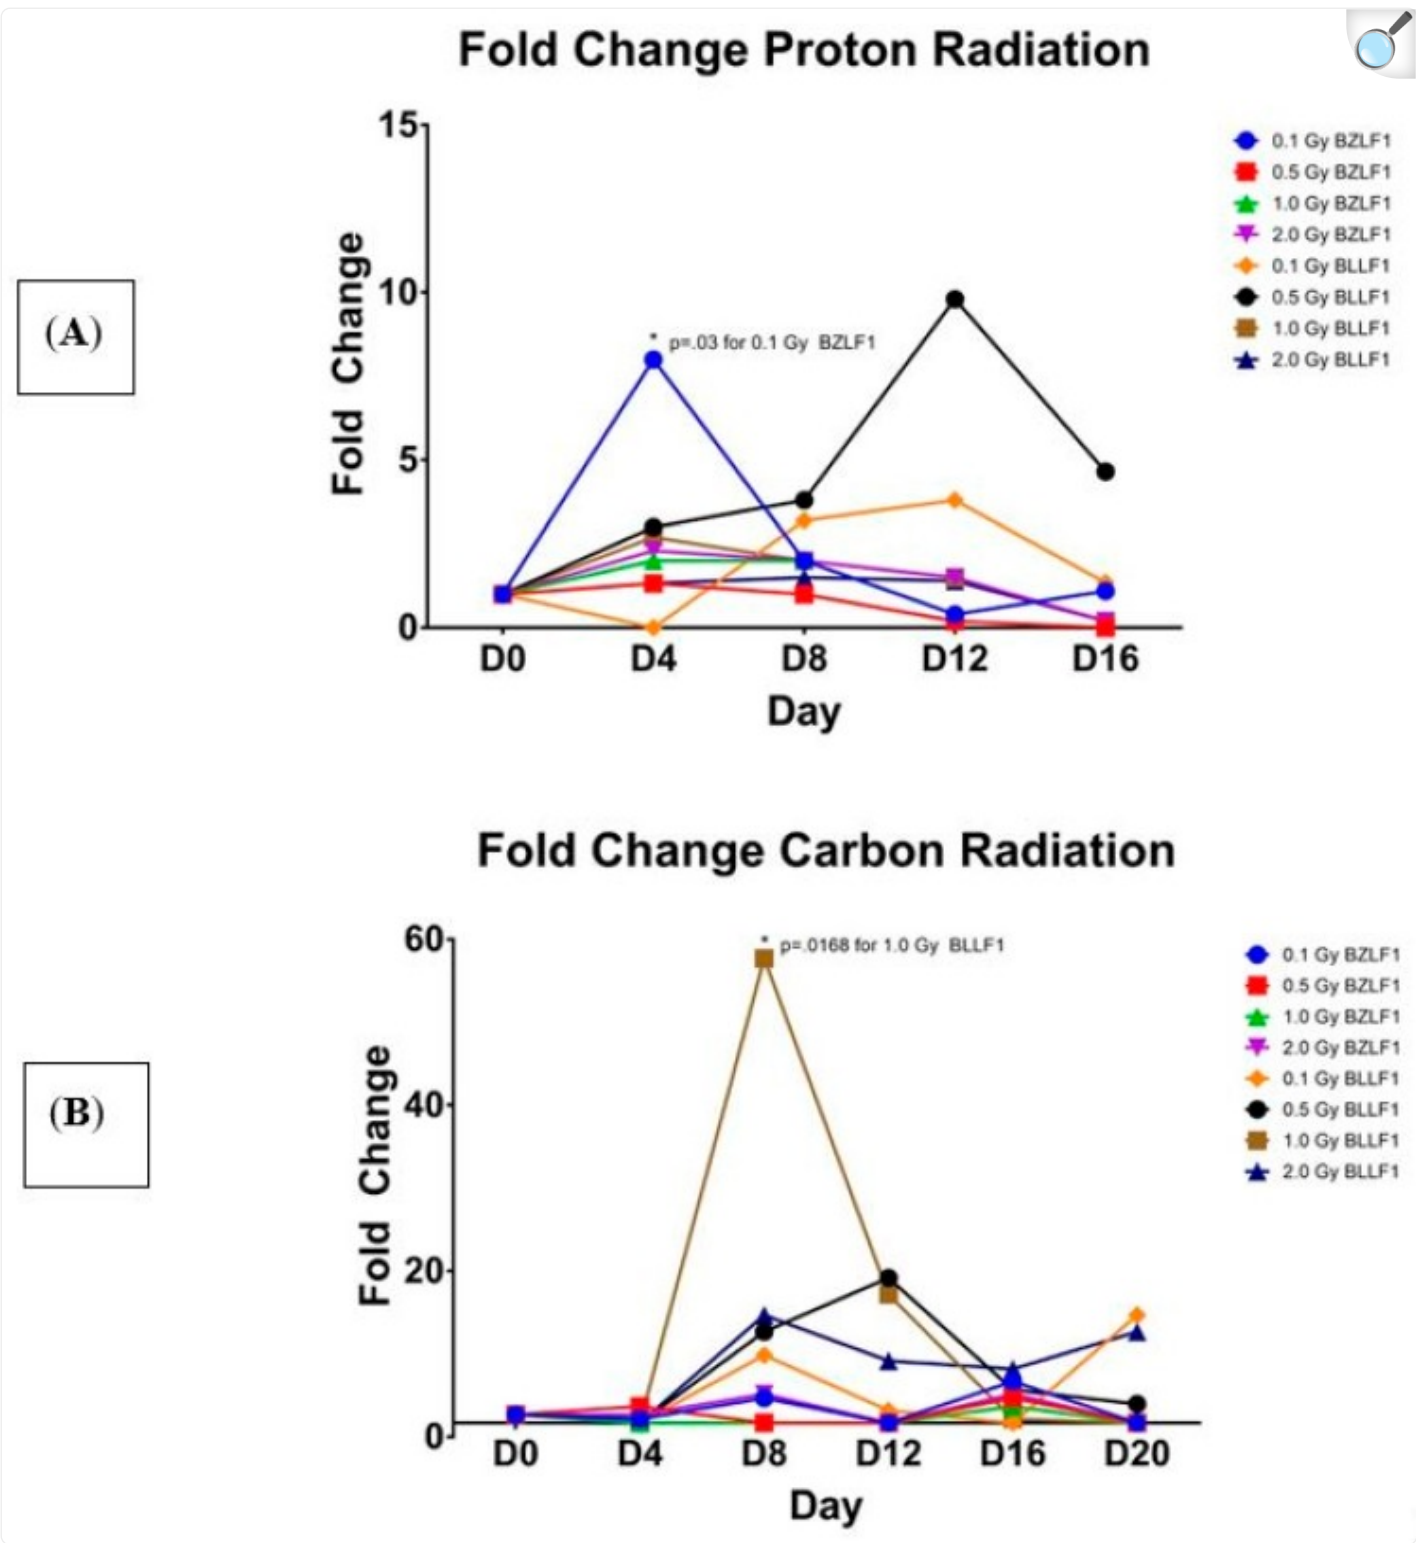 Fold Change Proton Radiation
(A)
Fold Change
15
10
5
0
* p=.03 for 0.1 Gy BZLF1
D0 D4 D8 D12 D16
Day
0.1 Gy BZLF1
0.5 Gy BZLF1
1.0 Gy BZLF1
2.0 Gy BZLF1
0.1 Gy BLLF1
0.5 Gy BLLF1
1.0 Gy BLLF1
2.0 Gy BLLF1
Fold Change Carbon Radiation
(B)
Fold Change
60
40
20
0
* p=.0168 for 1.0 Gy BLLF1
D0 D4 D8 D12 D16 D20
Day
0.1 Gy BZLF1
0.5 Gy BZLF1
1.0 Gy BZLF1
2.0 Gy BZLF1
0.1 Gy BLLF1
0.5 Gy BLLF1
1.0 Gy BLLF1
2.0 Gy BLLF1